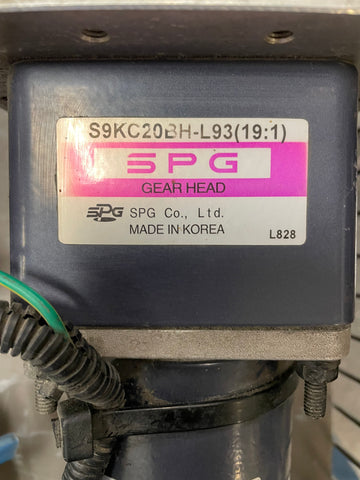 S9KC20BH-L93(19:1)
SPG
GEAR HEAD
SPG SPG Co., Ltd.
MADE IN KOREA
L828